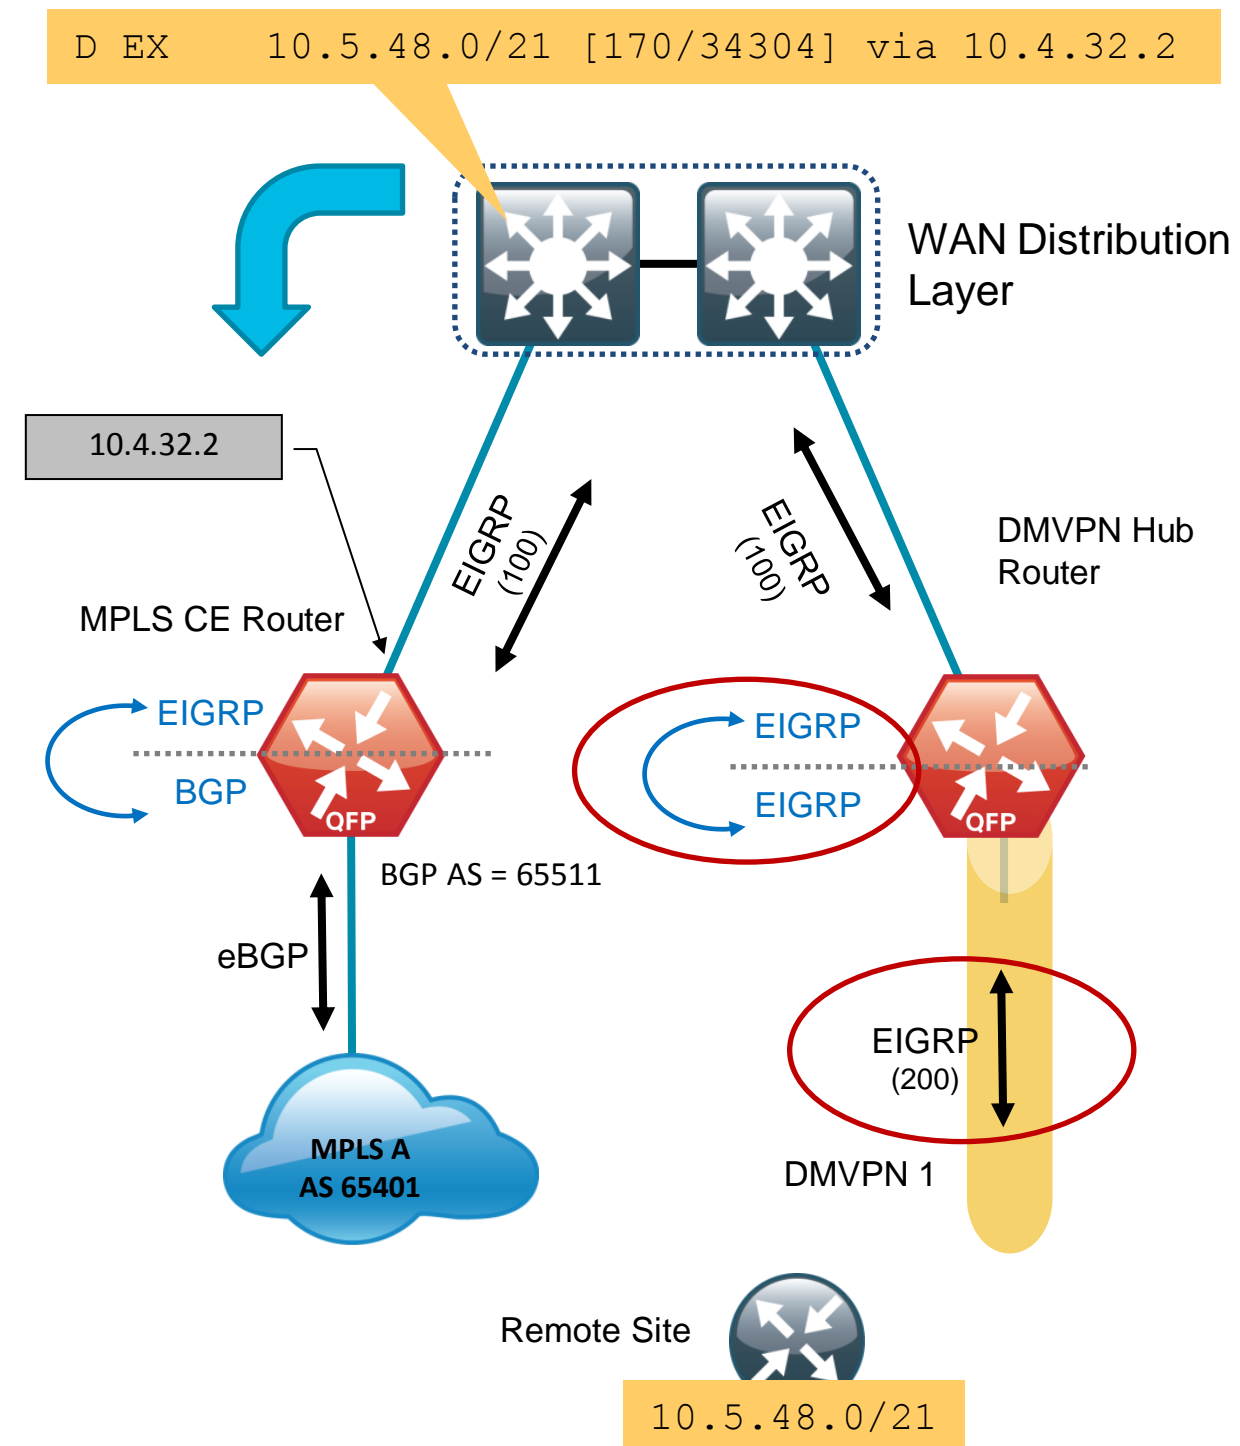 D EX 10.5.48.0/21 [170/34304] via 10.4.32.2
WAN Distribution
Layer
10.4.32.2
EIGRP
(100)
EIGRP
(100)
DMVPN Hub
Router
MPLS CE Router
EIGRP
BGP
QFP
EIGRP
EIGRP
QFP
BGP AS = 65511
eBGP
EIGRP
(200)
MPLS A
AS 65401
DMVPN 1
Remote Site
10.5.48.0/21